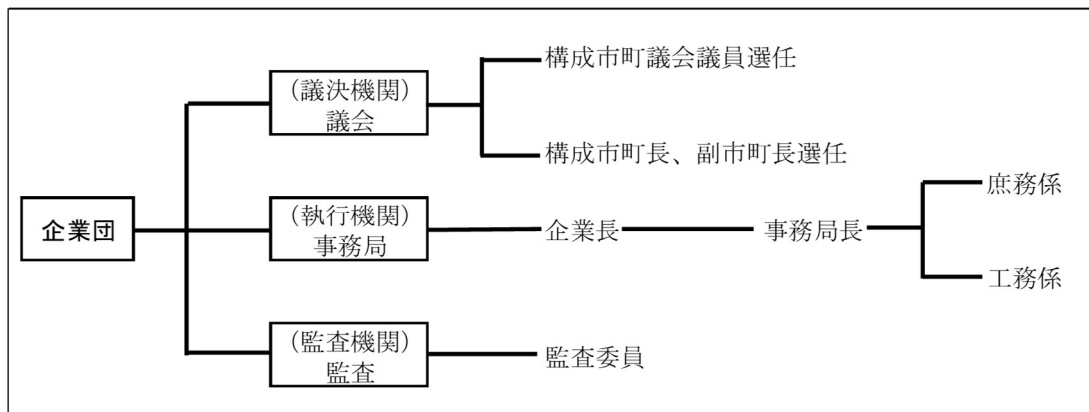 企業団
(議決機関)
議会
構成市町議会議員選任
構成市町長、副市町長選任
(執行機関)
事務局
企業長
事務局長
庶務係
工務係
(監査機関)
監査
監査委員